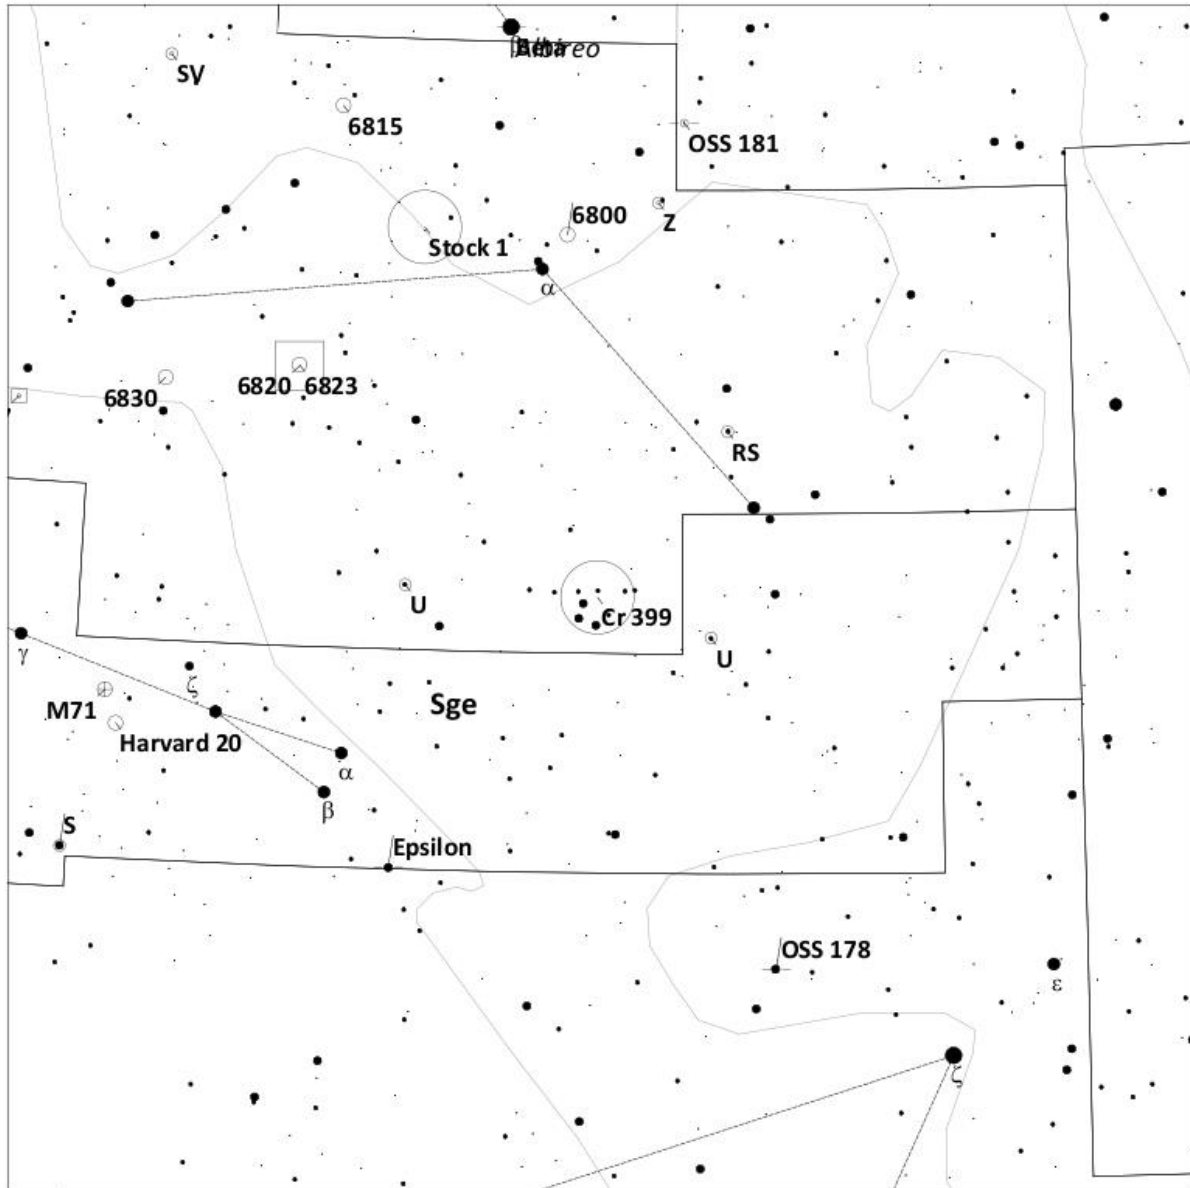 β Albireo
SV
6815
OSS 181
6800
Z
Stock 1
α
6820 6823
6830
RS
U
Cr 399
U
γ
ζ
M71
Sge
Harvard 20
α
β
S
Epsilon
OSS 178
ε
ζ